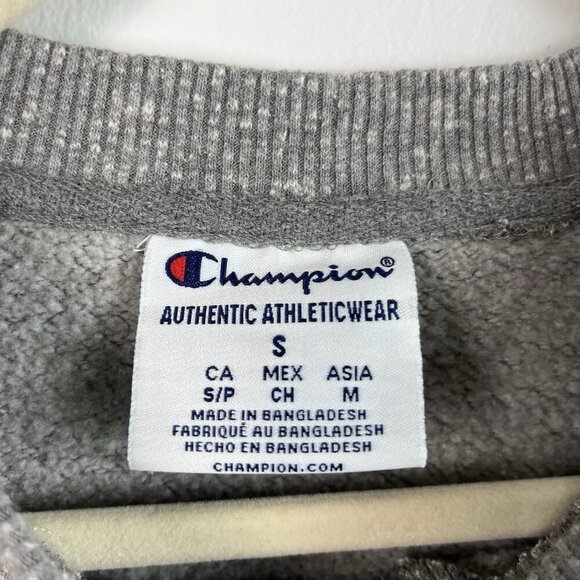 Champion®
AUTHENTIC ATHLETICWEAR
S
CA MEX ASIA
S/P CH M
MADE IN BANGLADESH
FABRIQUÉ AU BANGLADESH
HECHO EN BANGLADESH
CHAMPION.COM